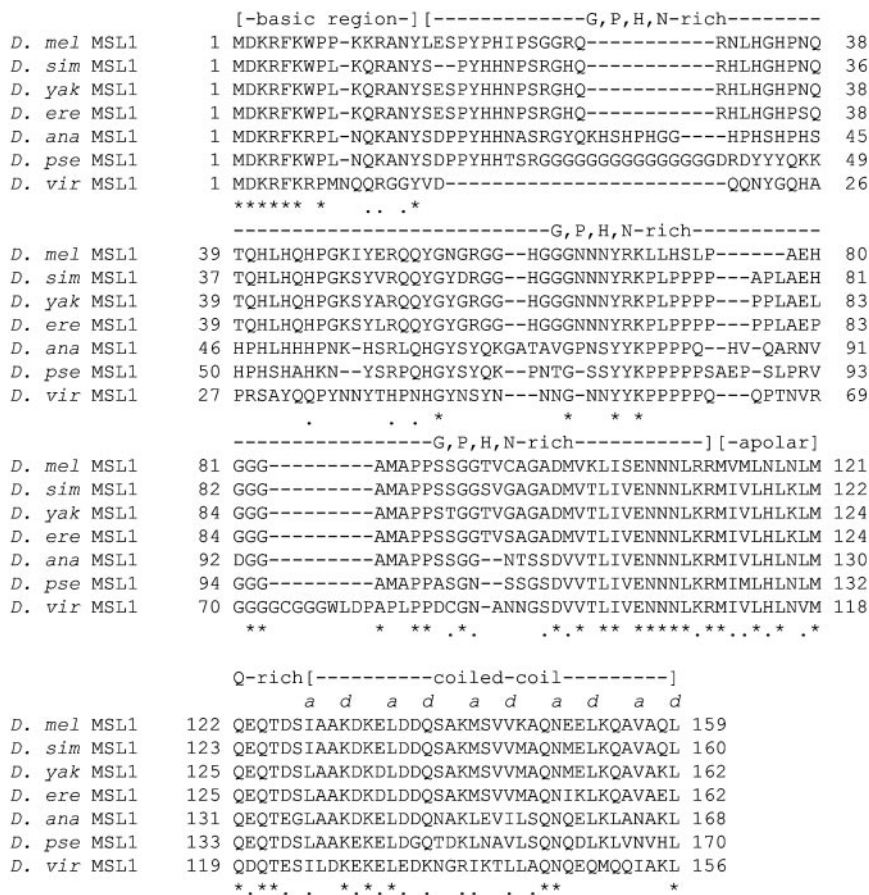 [-basic region-][-------------G,P,H,N-rich--------
D. mel MSL1 1 MDKRFKWPP-KKRANYLESPYPHIPSGGRQ-----------RNLHGHPNQ 38
D. sim MSL1 1 MDKRFKWPL-KQRANYS--PYHHNPSRGHQ-----------RHLHGHPNQ 36
D. yak MSL1 1 MDKRFKWPL-KQRANYSESPYHHNPSRGHQ-----------RHLHGHPNQ 38
D. ere MSL1 1 MDKRFKWPL-NKRANYSESPYHHNPSRGHQ-----------RHLHGHPSQ 38
D. ana MSL1 1 MDKRFKRPL-NQKANYSDPPYHHNASRGYQKHSHPHGG----HPHSHPHS 45
D. pse MSL1 1 MDKRFKWPL-NQKANYSDPPYHHTSRGGGGGGGGGGGGGGGDRDYYYQKK 49
D. vir MSL1 1 MDKRFKRPMNQQRGGYVD----------------------QQNYGQHA 26
****** * .. .*
------------------------G,P,H,N-rich-----------
D. mel MSL1 39 TQHLHQHPGKIYERQQYGNGRGG--HGGGNNNYRKLLHSLP------AEH 80
D. sim MSL1 37 TQHLHQHPGKSYVRQQYGYDRGG--HGGGNNNYRKPLPPPP---APLAEH 81
D. yak MSL1 39 TQHLHQHPGKSYARQQYGYGRGG--HGGGNNNYRKPLPPPP---PPLAEL 83
D. ere MSL1 39 TQHLHQHPGKSYLRQQYGYGRGG--HGGGNNNYRKPLPPPP---PPLAEP 83
D. ana MSL1 46 HPHLHHHPNK-HSRLQHGYSYQKGATAVGPNSYYKPPPPQ--HV-QARNV 91
D. pse MSL1 50 HPHSHAHKN--YSRPQHGYSYQK--PNTG-SSYYKPPPPPSAEP-SLPRV 93
D. vir MSL1 27 PRSAYQQPYNNYTHPNHGYNSYN---NNG-NNYYKPPPPPQ--QPTNVR 69
. . . * * * *
------------------G,P,H,N-rich------------][-apolar]
D. mel MSL1 81 GGG---------AMAPPSSGGTVCAGADMVKLISENNNLRRMVMLNLNLM 121
D. sim MSL1 82 GGG---------AMAPPSSGGSVGAGADMVTLIVENNNLKRMIVLHLKLM 122
D. yak MSL1 84 GGG---------AMAPPSTGGTVGAGADMVTLIVENNNLKRMIVLHLKLM 124
D. ere MSL1 84 GGG---------AMAPPSSGGTVSAGADMVTLIVENNNLKRMIVLHLKLM 124
D. ana MSL1 92 DGG---------AMAPPSSGG--NTSSDVVTLIVENNNLKRMIVLHLNLM 130
D. pse MSL1 94 GGG---------AMAPPASGN--SSGSDVVTLIVENNNLKRMIMLHLNLM 132
D. vir MSL1 70 GGGGCGGGWLDPAPLPPDCGN-ANNGSDVVTLIVENNNLKRMIVLHLNVM 118
** * ** .*. *.* ** *****.**..*.* .*
Q-rich[----------coiled-coil---------]
a d a d a d a d a d
D. mel MSL1 122 QEQTDSIAAKDKELDDQSAKMSVVKAQNEELKQAVAQL 159
D. sim MSL1 123 QEQTDSLAAKDKELDDQSAKMSVVMAQNMELKQAVAQL 160
D. yak MSL1 125 QEQTDSLAAKDKDLDDQSAKMSVVMAQNMELKQAVAKL 162
D. ere MSL1 125 QEQTDSLAAKDKDLDDQSAKMSVVMAQNIKLKQAVAEL 162
D. ana MSL1 131 QEQTEGLAAKDKELDDQNAKLEVILSQNQELKLANAKL 168
D. pse MSL1 133 QEQTDSLAAKEKELDGQTDKLNAVLSQNQDLKLVNVHL 170
D. vir MSL1 119 QDQTESILDKEKELEDKNGRIKTLLAQNQEQMQQIAKL 156
*.**. . *.*.*. . .. . .** *